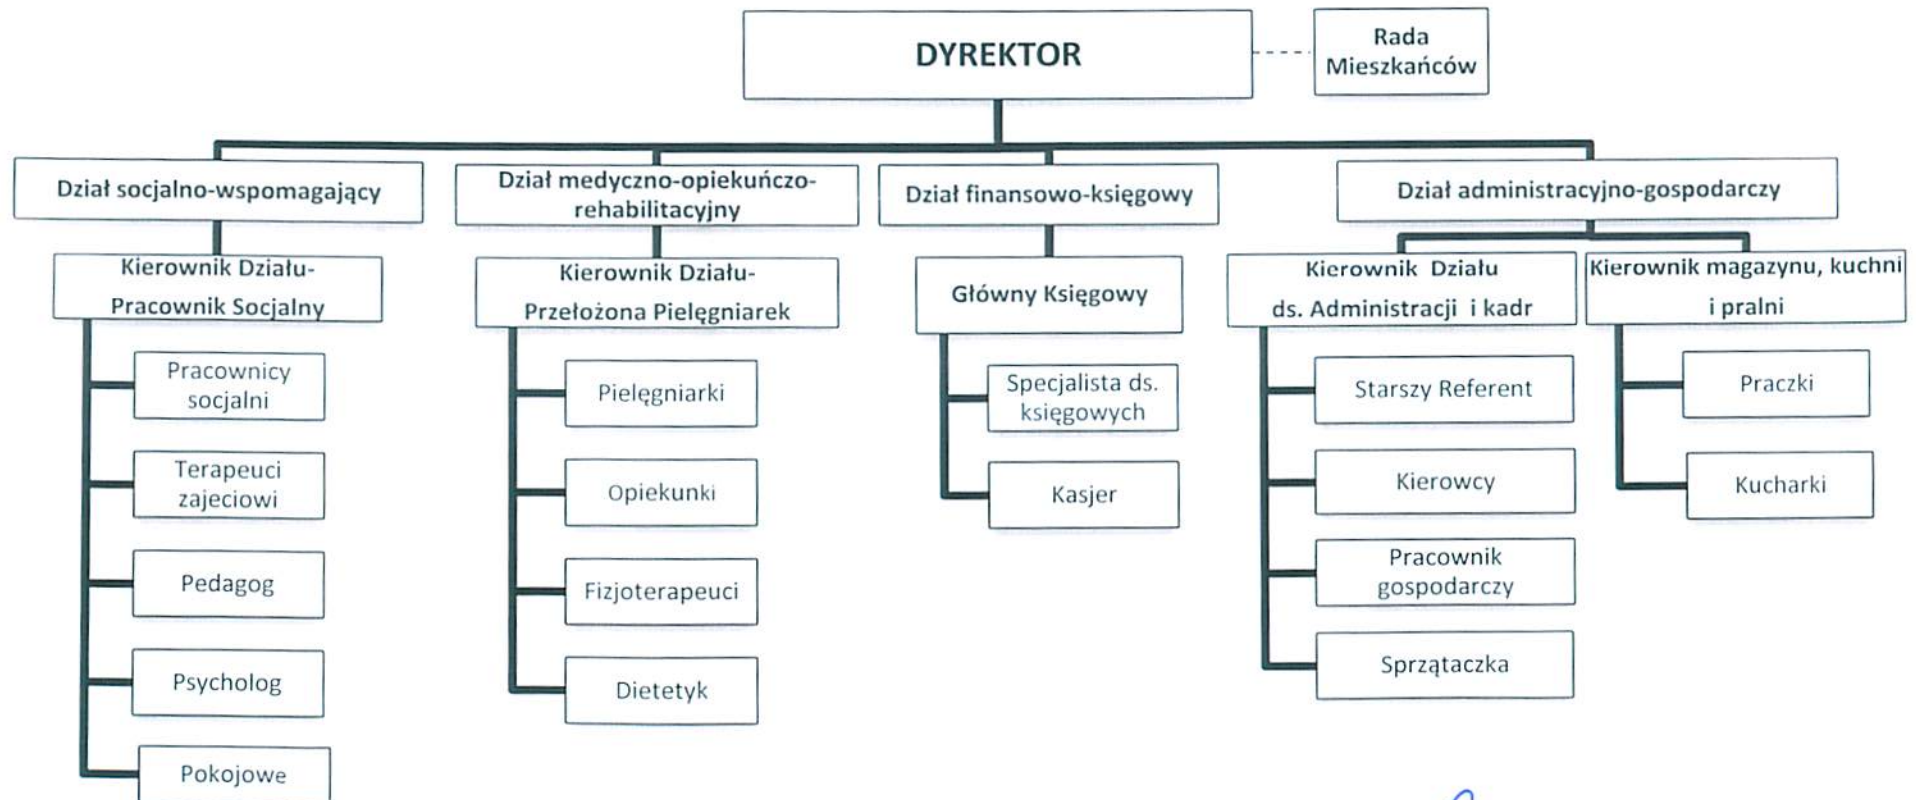 DYREKTOR
Rada
Mieszkańców
Dział socjalno-wspomagający
Dział medyczno-opiekuńczo-
rehabilitacyjny
Dział finansowo-księgowy
Dział administracyjno-gospodarczy
Kierownik Działu-
Pracownik Socjalny
Kierownik Działu-
Przełożona Pielęgniarek
Główny Księgowy
Kierownik Działu
ds. Administracji i kadr
Kierownik magazynu, kuchni
i pralni
Pracownicy
socjalni
Terapeuci
zajeciowi
Pedagog
Psycholog
Pokojowe
Pielęgniarki
Opiekunki
Fizjoterapeuci
Dietetyk
Specjalista ds.
księgowych
Kasjer
Starszy Referent
Kierowcy
Pracownik
gospodarczy
Sprzątaczka
Praczki
Kucharki